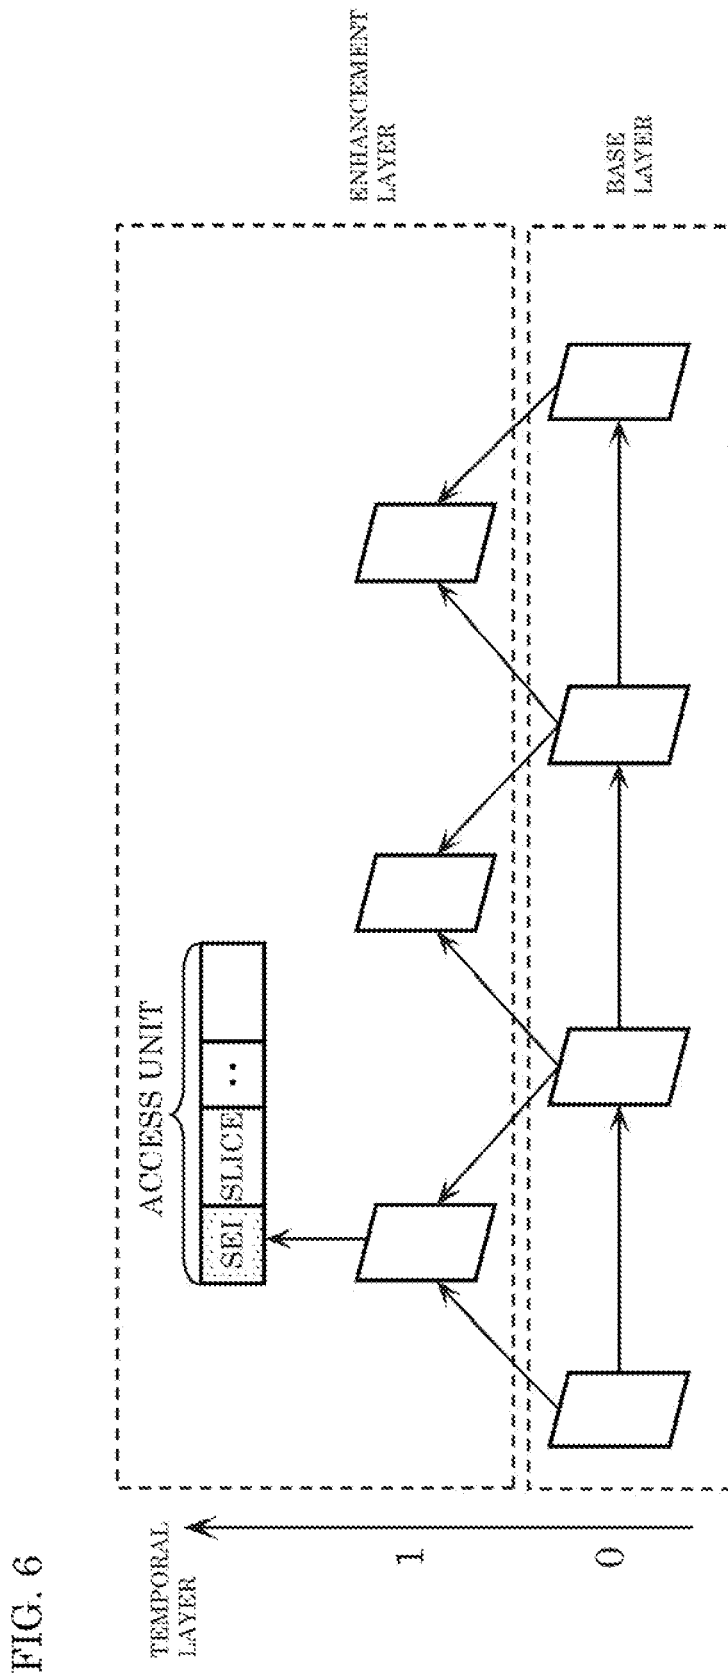 FIG. 6
TEMPORAL
LAYER
ACCESS UNIT
SEI SLICE ..
1
ENHANCEMENT
LAYER
0
BASE
LAYER